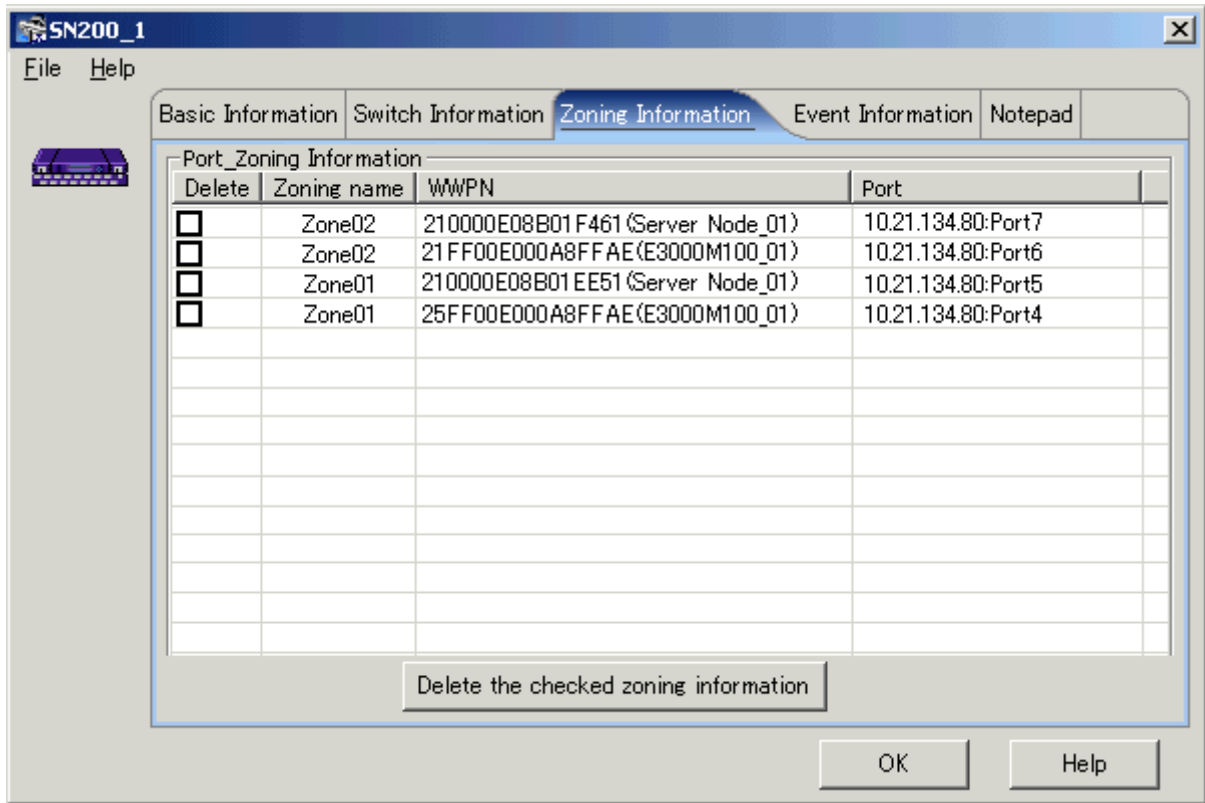 SN200_1
File Help
Basic Information Switch Information Zoning Information Event Information Notepad
Port_Zoning Information
Delete Zoning name WWPN Port
Zone02 210000E08B01F461(Server Node_01) 10.21.134.80:Port7
Zone02 21FF00E000A8FFAE(E3000M100_01) 10.21.134.80:Port6
Zone01 210000E08B01EE51(Server Node_01) 10.21.134.80:Port5
Zone01 25FF00E000A8FFAE(E3000M100_01) 10.21.134.80:Port4
Delete the checked zoning information
OK Help